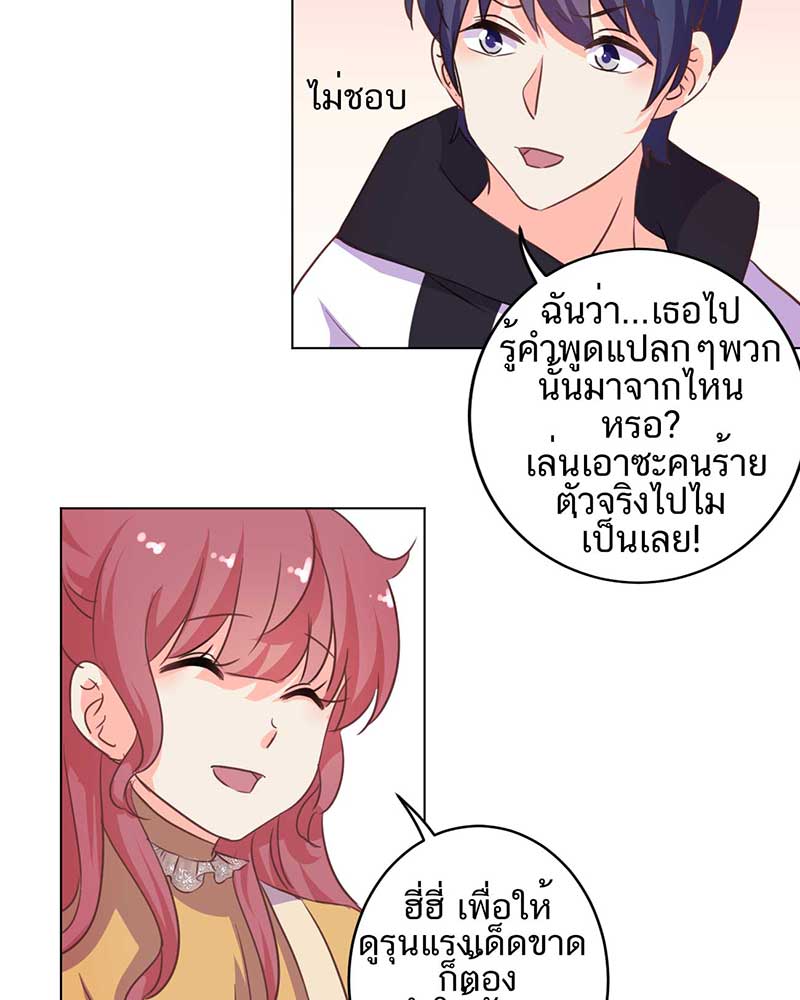 ไม่ชอบ
ฉันว่า...เธอไป
รู้คำพูดแปลกๆพวก
นั้นมาจากไหน
หรอ?
เล่นเอาซะคนร้าย
ตัวจริงไปไม
เป็นเลย!
ฮี่ฮี่ เพื่อให้
ดูรุนแรงเด็ดขาด
ก็ต้อง